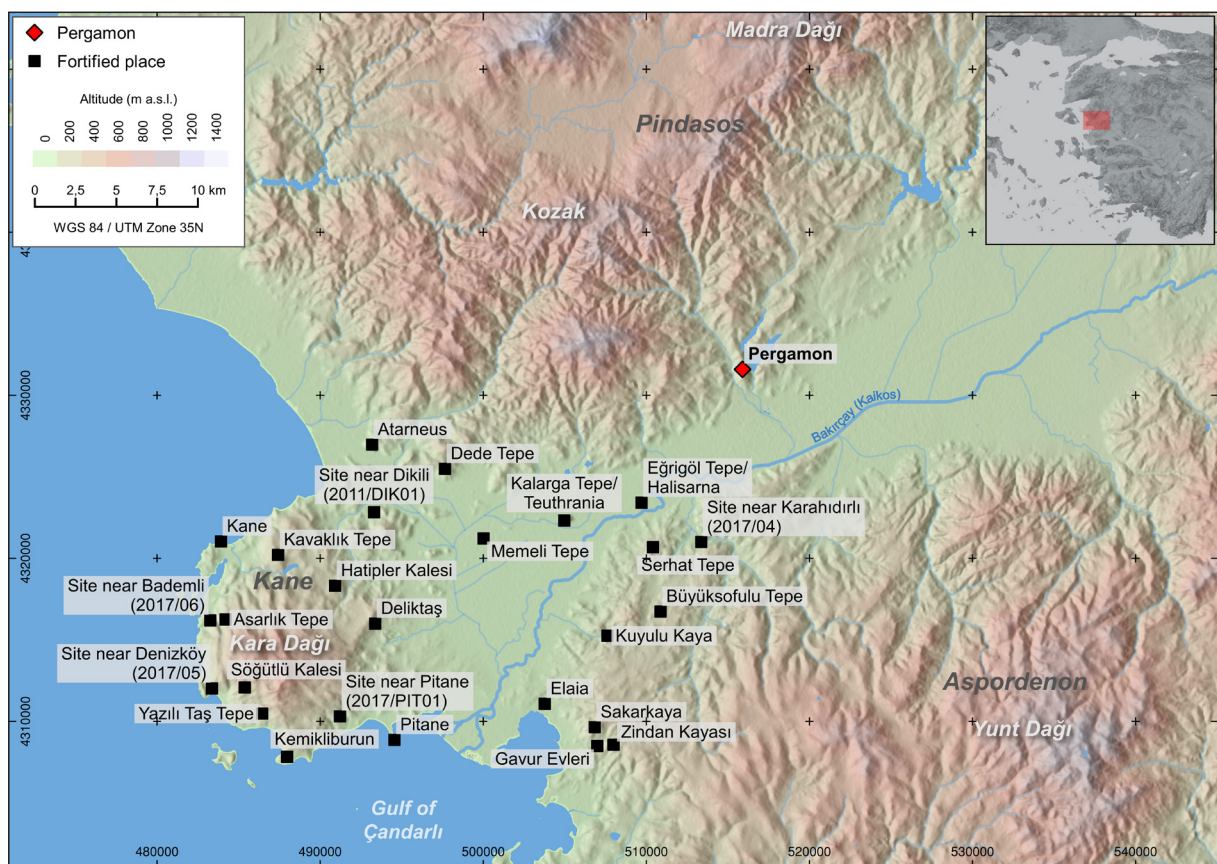 Pergamon
Fortified place
Altitude (m a.s.l.)
0 200 400 600 800 1000 1200 1400
0 2,5 5 7,5 10 km
WGS 84 / UTM Zone 35N
Madra Dağı
Pindasos
Kozak
Pergamon
Bakırçay (Kaikos)
Atarneus
Dede Tepe
Site near Dikili
(2011/DIK01)
Kalarga Tepe/
Teuthrania
Eğrigöl Tepe/
Halisarna
Site near Karahıdırlı
(2017/04)
Kane
Kavaklık Tepe
Memeli Tepe
Serhat Tepe
Kane
Hatipler Kalesi
Site near Bademli
(2017/06)
Asarlık Tepe
Deliktaş
Büyüksofulu Tepe
Kuyulu Kaya
Kara Dağı
Site near Denizköy
(2017/05)
Söğütlü Kalesi
Site near Pitane
(2017/PIT01)
Aspordenon
Elaia
Yazılı Taş Tepe
Pitane
Sakarkaya
Yunt Dağı
Kemikliburun
Zindan Kayası
Gavur Evleri
Gulf of
Çandarlı
4330000
4320000
4310000
480000 490000 500000 510000 520000 530000 540000